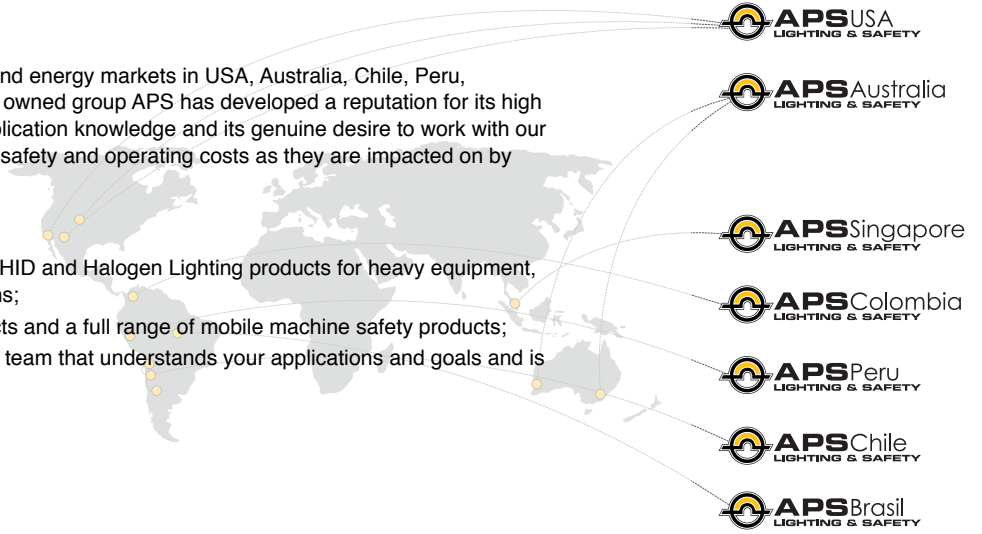 nd energy markets in USA, Australia, Chile, Peru,
owned group APS has developed a reputation for its high
plication knowledge and its genuine desire to work with our
safety and operating costs as they are impacted on by
HID and Halogen Lighting products for heavy equipment,
ns;
cts and a full range of mobile machine safety products;
team that understands your applications and goals and is
APSUSA
LIGHTING & SAFETY
APSAustralia
LIGHTING & SAFETY
APSSingapore
LIGHTING & SAFETY
APSColombia
LIGHTING & SAFETY
APSPeru
LIGHTING & SAFETY
APSChile
LIGHTING & SAFETY
APSBrasil
LIGHTING & SAFETY